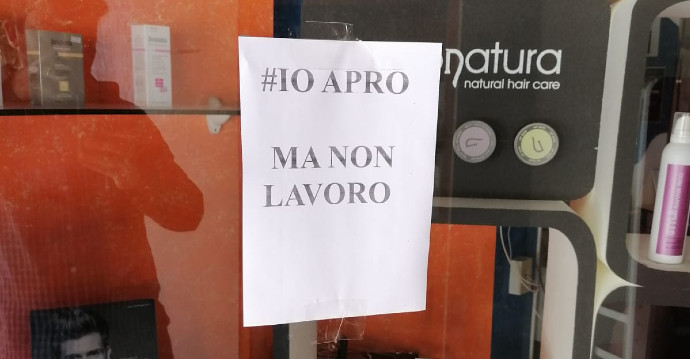 #IO APRO
MA NON
LAVORO
natura
natural hair care